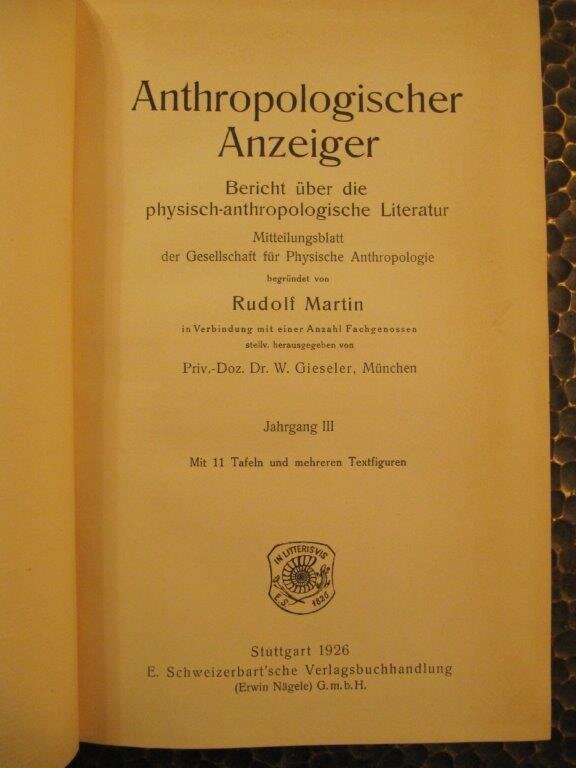 Anthropologischer
Anzeiger
Bericht über die
physisch-anthropologische Literatur
Mitteilungsblatt
der Gesellschaft für Physische Anthropologie
begründet von
Rudolf Martin
in Verbindung mit einer Anzahl Fachgenossen
stellv. herausgegeben von
Priv.-Doz. Dr. W. Gieseler, München
Jahrgang III
Mit 11 Tafeln und mehreren Textfiguren
IN LITTERIS VIS
E. S. 1826
Stuttgart 1926
E. Schweizerbart'sche Verlagsbuchhandlung
(Erwin Nägele) G. m. b. H.